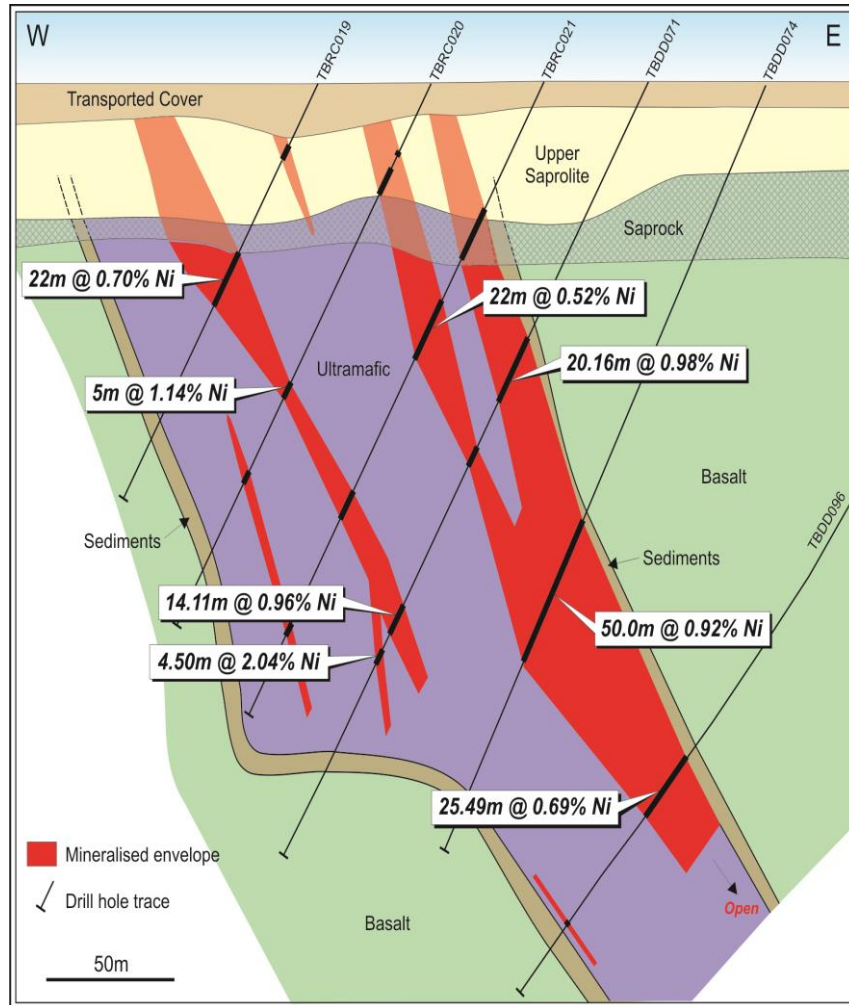 W
E
TBRC019
TBRC020
TBRC021
TBDD071
TBDD074
Transported Cover
Upper
Saprolite
Saprock
22m @ 0.70% Ni
22m @ 0.52% Ni
Ultramafic
20.16m @ 0.98% Ni
5m @ 1.14% Ni
Basalt
TBDD096
Sediments
Sediments
14.11m @ 0.96% Ni
50.0m @ 0.92% Ni
4.50m @ 2.04% Ni
25.49m @ 0.69% Ni
Mineralised envelope
Drill hole trace
Open
Basalt
50m